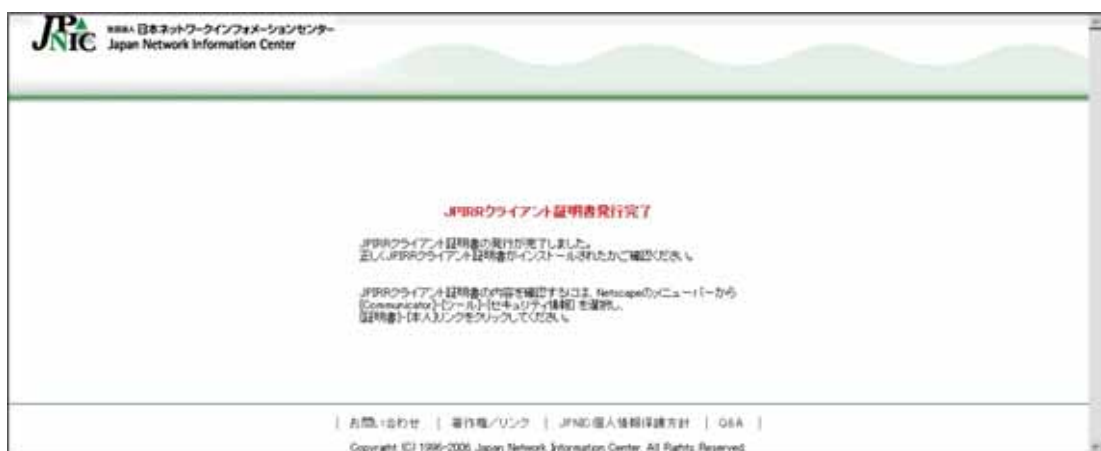 JPNIC
社団法人 日本ネットワークインフォメーションセンター
Japan Network Information Center
JPIRRクライアント証明書発行完了
JPIRRクライアント証明書の発行が完了しました。
正しくJPIRRクライアント証明書がインストールされたかご確認ください。
JPIRRクライアント証明書の内容を確認するには、Netscapeのメニューバーから
[Communicator]-[ツール]-[セキュリティ情報] を選択し、
[証明書]-[本人]リンクをクリックしてください。
| お問い合わせ | 著作権/リンク | JPNIC個人情報保護方針 | Q&A |
Copyright (C) 1996-2006 Japan Network Information Center. All Rights Reserved.